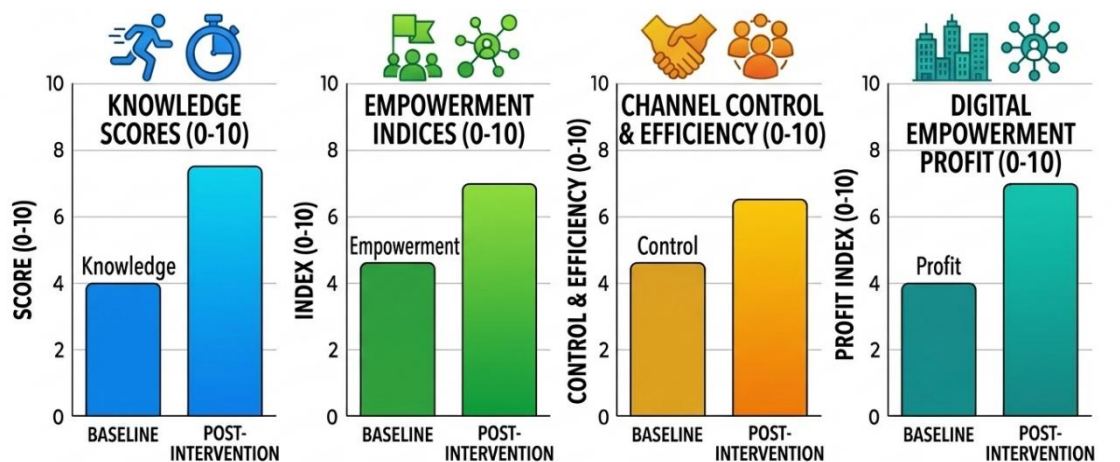 KNOWLEDGE
SCORES (0-10)
SCORE (0-10)
10
8
6
4
2
0
Knowledge
BASELINE
POST-
INTERVENTION
EMPOWERMENT
INDICES (0-10)
INDEX (0-10)
10
8
6
4
2
0
Empowerment
BASELINE
POST-
INTERVENTION
CHANNEL CONTROL
& EFFICIENCY (0-10)
CONTROL & EFFICIENCY (0-10)
10
8
6
4
2
0
Control
BASELINE
POST-
INTERVENTION
DIGITAL
EMPOWERMENT
PROFIT (0-10)
PROFIT INDEX (0-10)
10
8
6
4
2
0
Profit
BASELINE
POST-
INTERVENTION